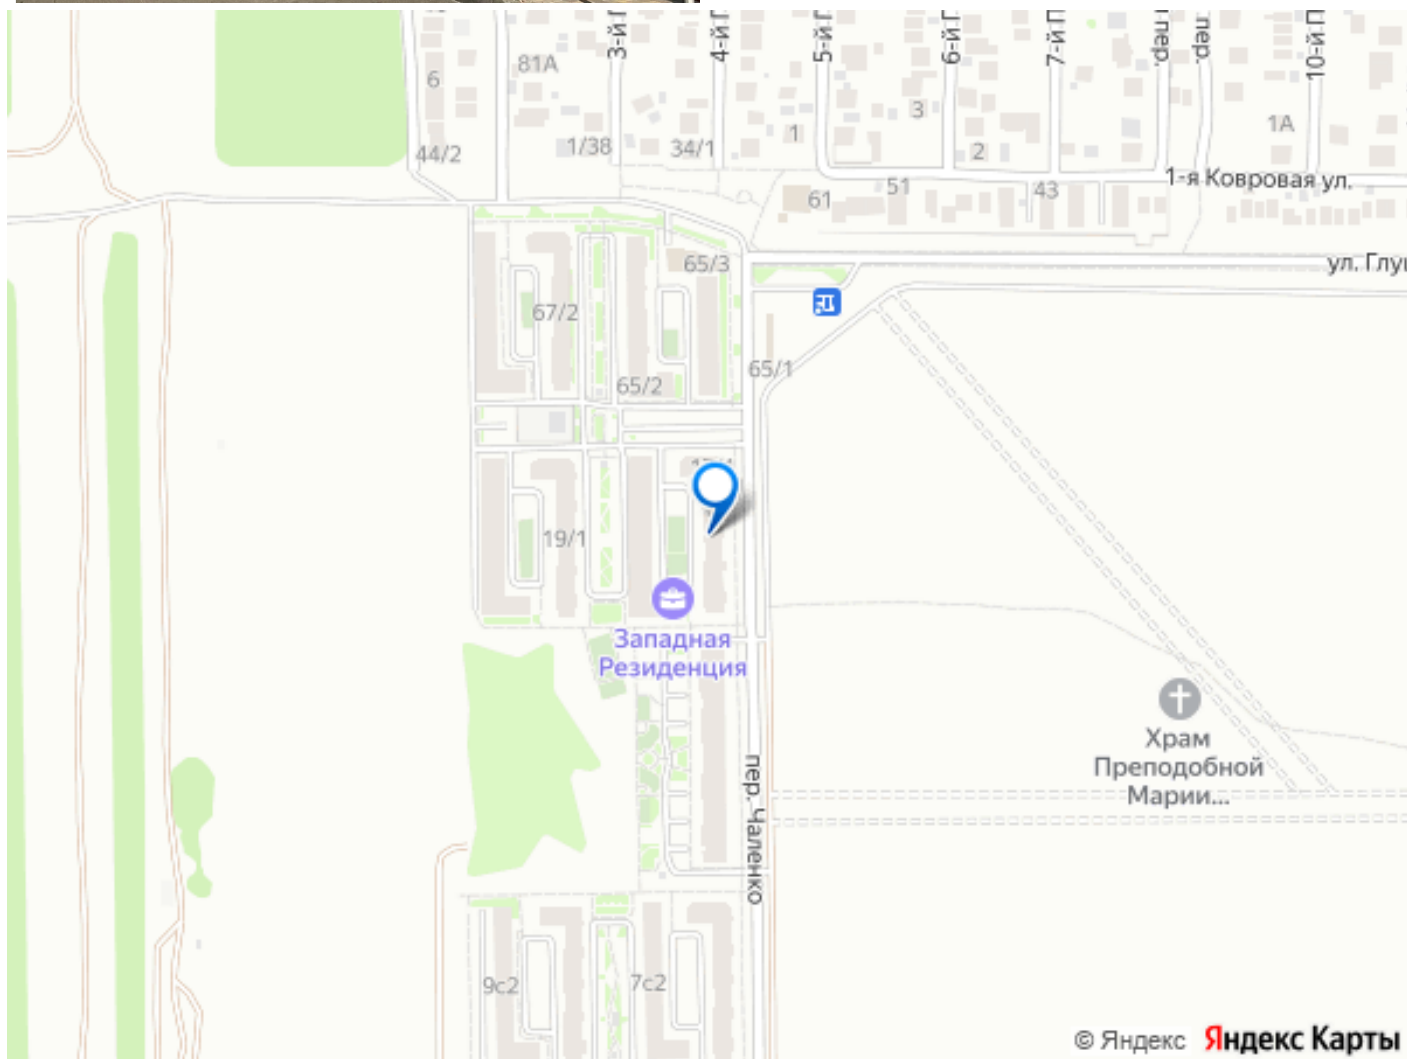 3-й П
4-й П
5-й П
6-й П
7-й П
пер.
пер.
10-й П
81А
6
3
1А
1
44/2
1/38
34/1
2
1-я Ковровая ул.
61
51
43
65/3
ул. Глу
67/2
65/1
65/2
19/1
Западная
Резиденция
Храм
Преподобной
Марии...
пер. Чаленко
9с2
7с2
© Яндекс Яндекс Карты